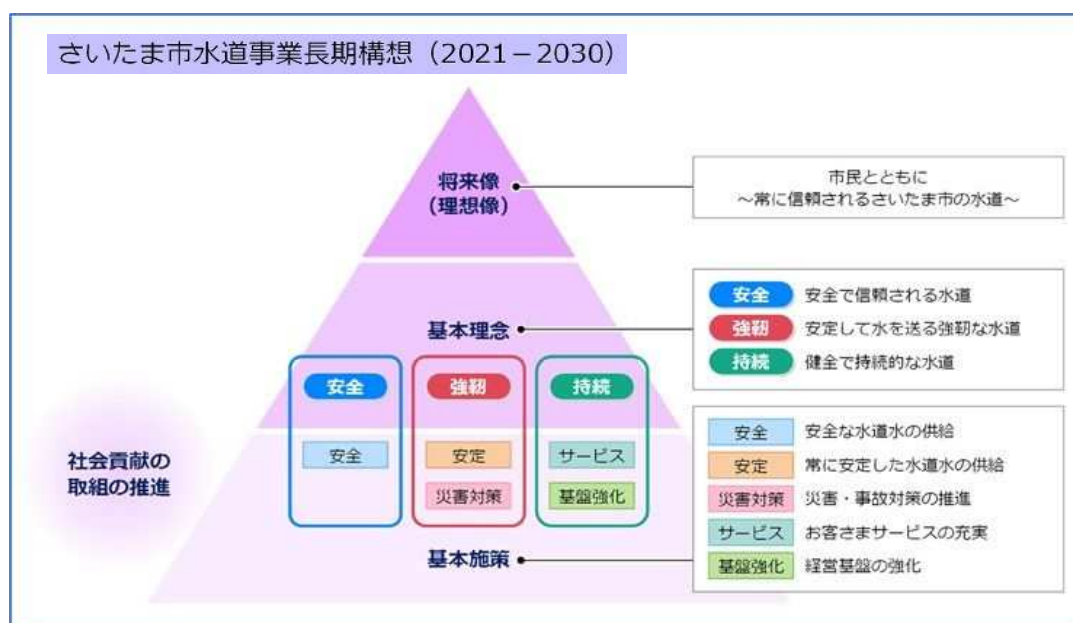 さいたま市水道事業長期構想（2021－2030）
将来像
（理想像）
市民とともに
～常に信頼されるさいたま市の水道～
基本理念
安全 安全で信頼される水道
強靭 安定して水を送る強靭な水道
持続 健全で持続的な水道
安全 強靭 持続
安全 安定 サービス
災害対策 基盤強化
社会貢献の
取組の推進
基本施策
安全 安全な水道水の供給
安定 常に安定した水道水の供給
災害対策 災害・事故対策の推進
サービス お客さまサービスの充実
基盤強化 経営基盤の強化